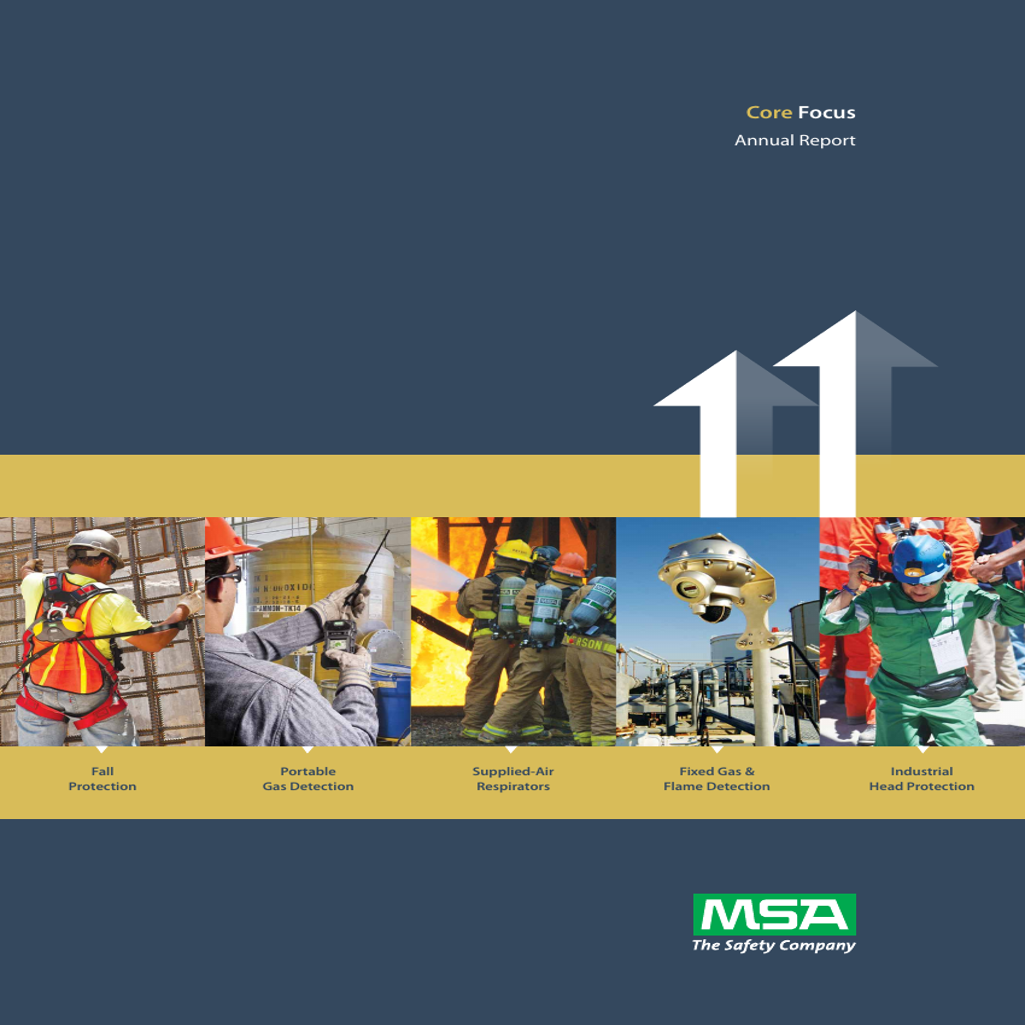 Core Focus
Annual Report
11
Fall
Protection
Portable
Gas Detection
Supplied-Air
Respirators
Fixed Gas &
Flame Detection
Industrial
Head Protection
MSA
The Safety Company